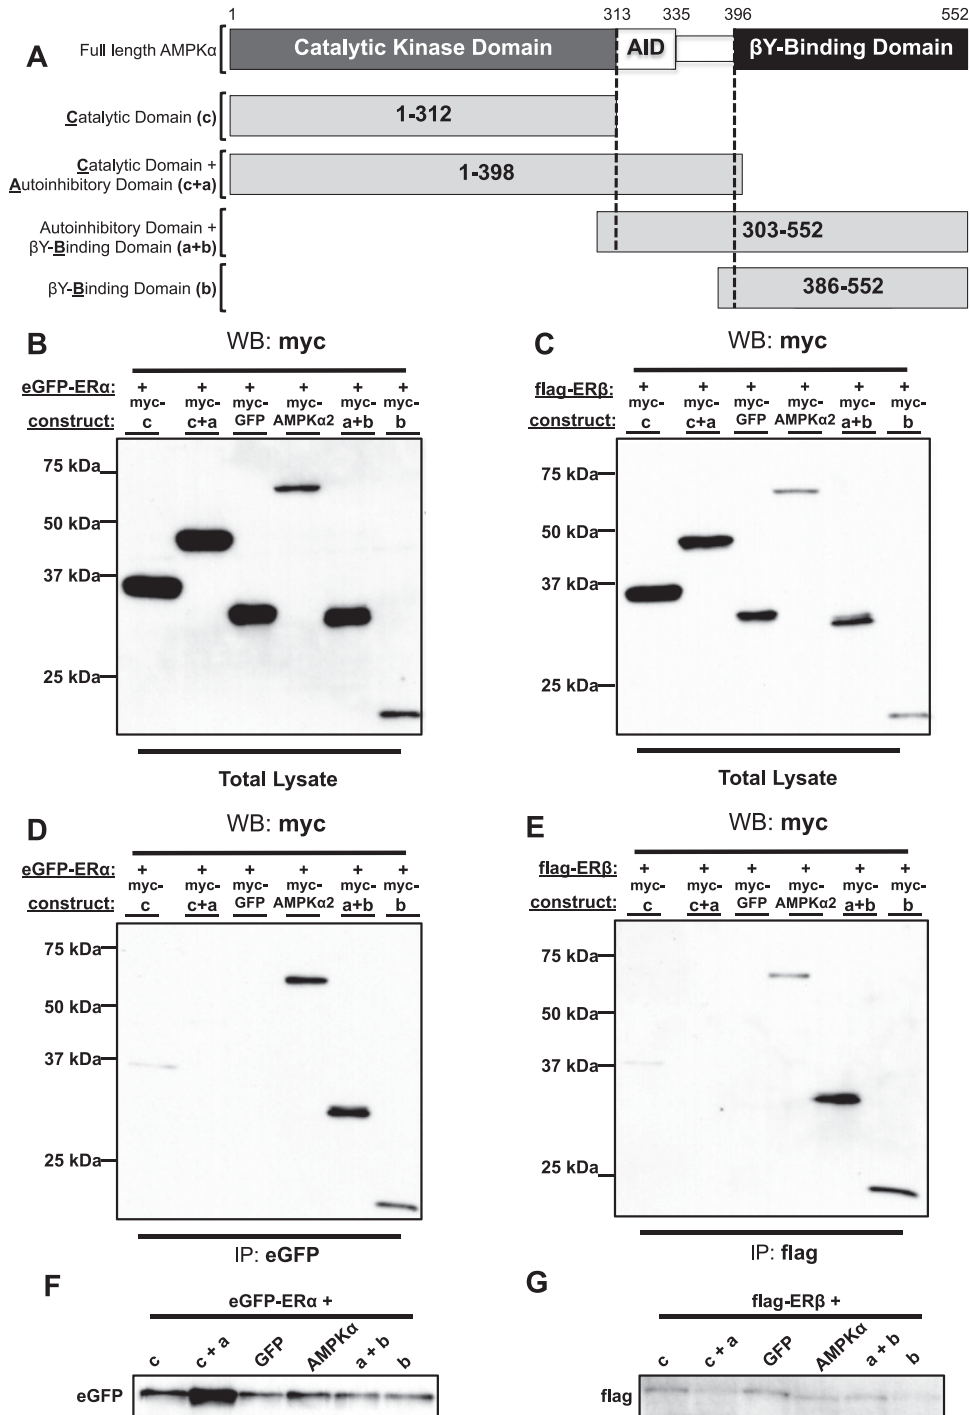 A
1 313 335 396 552
Full length AMPKα
Catalytic Kinase Domain AID βY-Binding Domain
Catalytic Domain (c)
1-312
Catalytic Domain +
Autoinhibitory Domain (c+a)
1-398
Autoinhibitory Domain +
βY-Binding Domain (a+b)
303-552
βY-Binding Domain (b)
386-552
B
WB: myc
eGFP-ERα: + + + + + +
myc- myc- myc- myc- myc- myc-
construct: c c+a GFP AMPKα2 a+b b
75 kDa
50 kDa
37 kDa
25 kDa
Total Lysate
C
WB: myc
flag-ERβ: + + + + + +
myc- myc- myc- myc- myc- myc-
construct: c c+a GFP AMPKα2 a+b b
75 kDa
50 kDa
37 kDa
25 kDa
Total Lysate
D
WB: myc
eGFP-ERα: + + + + + +
myc- myc- myc- myc- myc- myc-
construct: c c+a GFP AMPKα2 a+b b
75 kDa
50 kDa
37 kDa
25 kDa
IP: eGFP
E
WB: myc
flag-ERβ: + + + + + +
myc- myc- myc- myc- myc- myc-
construct: c c+a GFP AMPKα2 a+b b
75 kDa
50 kDa
37 kDa
25 kDa
IP: flag
F
eGFP-ERα +
c c + a GFP AMPKα a + b b
eGFP
G
flag-ERβ +
c c + a GFP AMPKα a + b b
flag